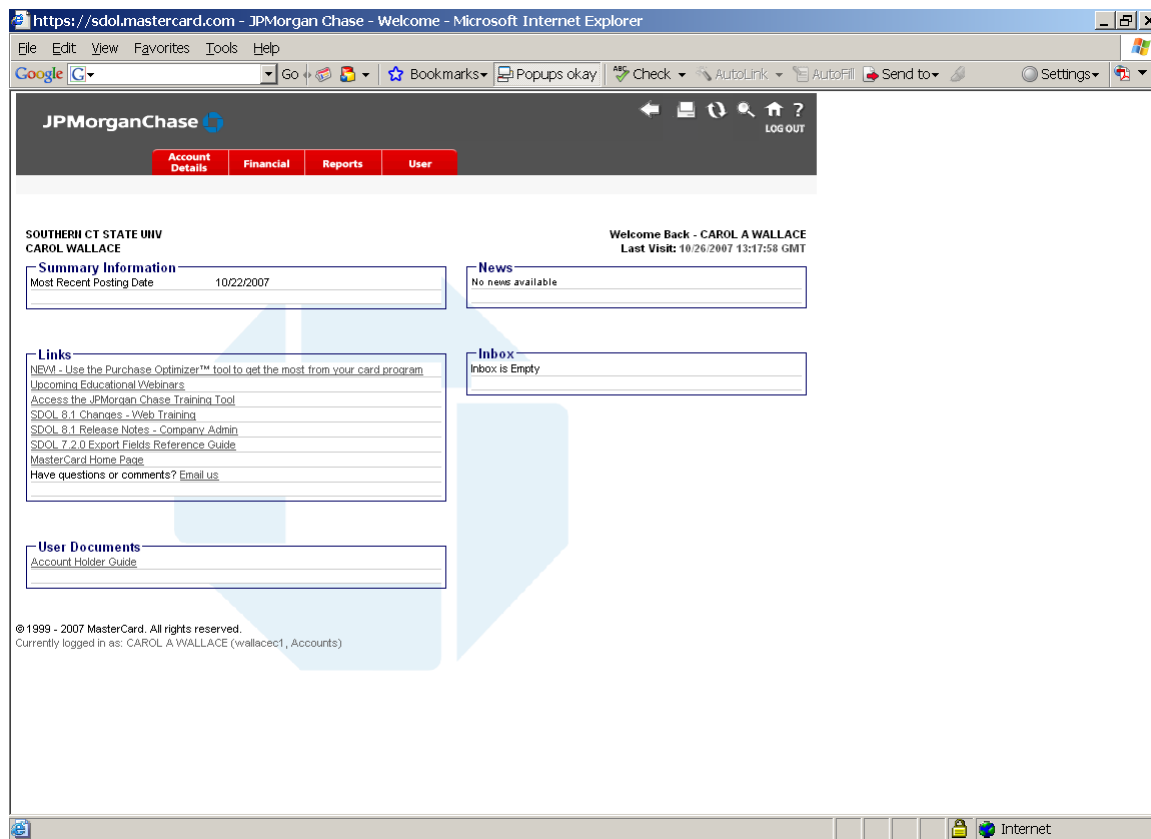 https://sdol.mastercard.com - JPMorgan Chase - Welcome - Microsoft Internet Explorer
File Edit View Favorites Tools Help
Google G Go Bookmarks Popups okay ABC Check AutoLink AutoFill Send to Settings
JPMorganChase
LOG OUT
Account Details Financial Reports User
SOUTHERN CT STATE UNV
CAROL WALLACE
Welcome Back - CAROL A WALLACE
Last Visit: 10/26/2007 13:17:58 GMT
Summary Information
Most Recent Posting Date 10/22/2007
News
No news available
Links
NEW! - Use the Purchase Optimizer™ tool to get the most from your card program
Upcoming Educational Webinars
Access the JPMorgan Chase Training Tool
SDOL 8.1 Changes - Web Training
SDOL 8.1 Release Notes - Company Admin
SDOL 7.2.0 Export Fields Reference Guide
MasterCard Home Page
Have questions or comments? Email us
Inbox
Inbox is Empty
User Documents
Account Holder Guide
© 1999 - 2007 MasterCard. All rights reserved.
Currently logged in as: CAROL A WALLACE (wallacec1, Accounts)
Internet